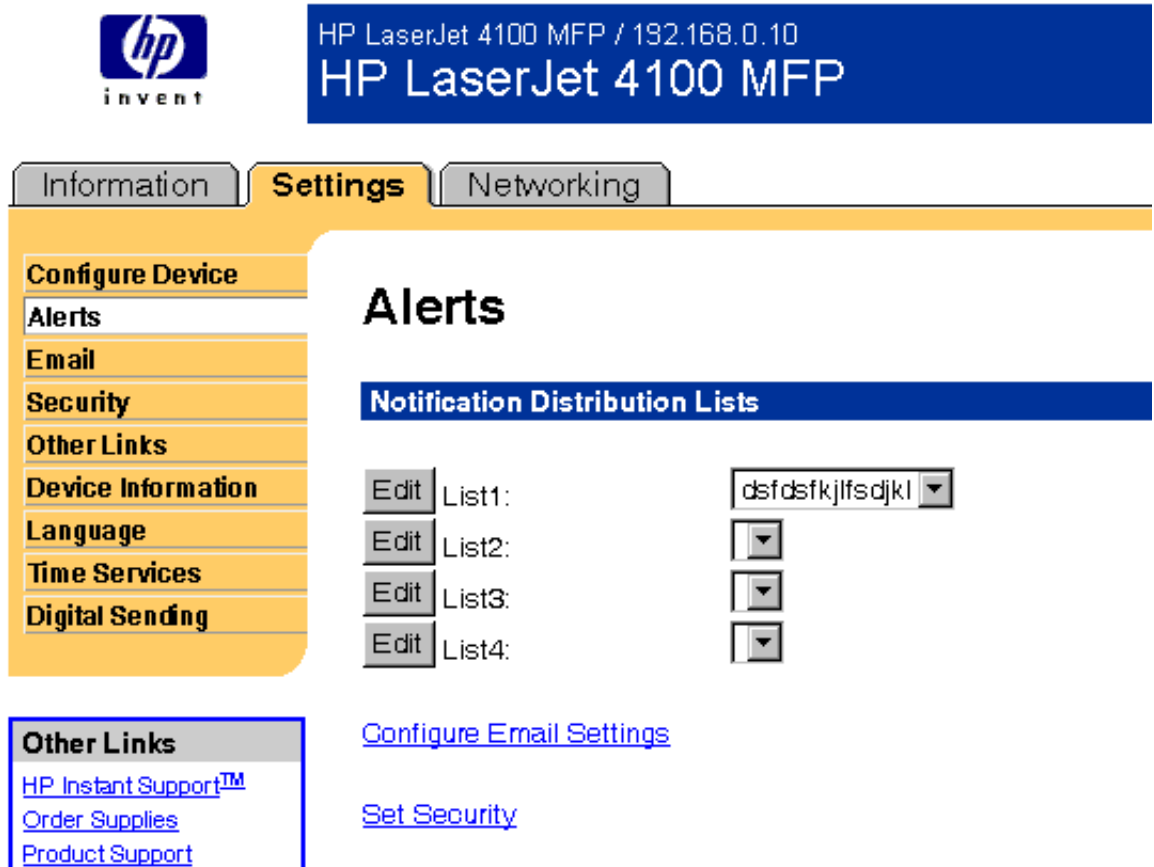 hp
invent
HP LaserJet 4100 MFP / 192.168.0.10
HP LaserJet 4100 MFP
Information Settings Networking
Configure Device
Alerts
Email
Security
Other Links
Device Information
Language
Time Services
Digital Sending
Other Links
HP Instant Support™
Order Supplies
Product Support
Alerts
Notification Distribution Lists
Edit List1: dsfdsfkjlfsdjkl
Edit List2:
Edit List3:
Edit List4:
Configure Email Settings
Set Security